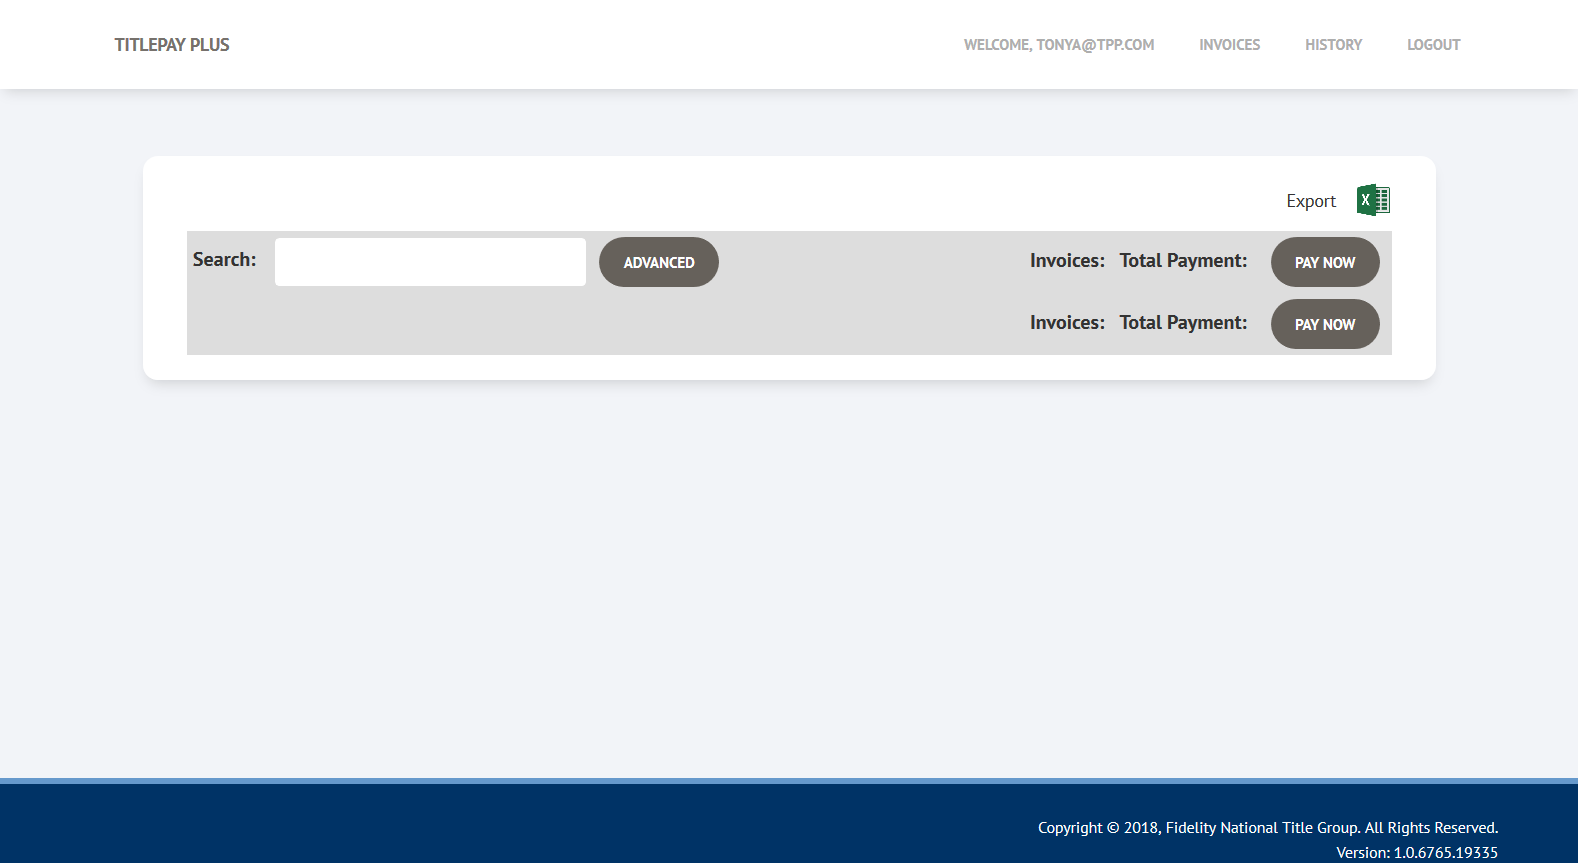 TITLEPAY PLUS
WELCOME, TONYA@TPP.COM INVOICES HISTORY LOGOUT
Export
Search: ADVANCED Invoices: Total Payment: PAY NOW
Invoices: Total Payment: PAY NOW
Copyright © 2018, Fidelity National Title Group. All Rights Reserved.
Version: 1.0.6765.19335